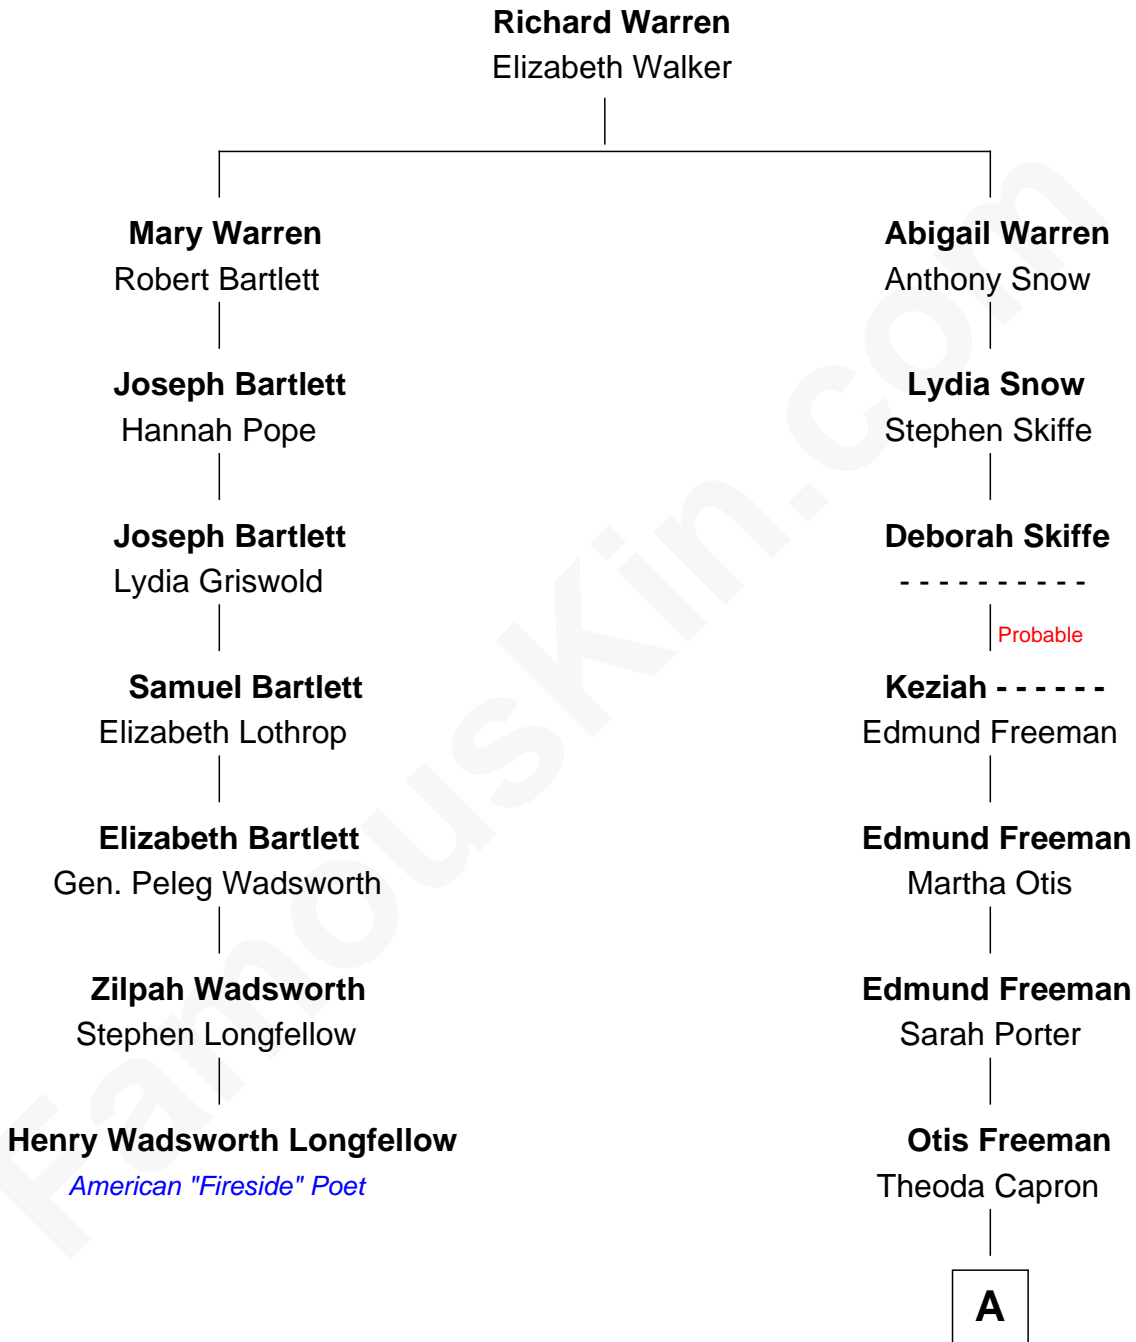 Richard Warren
Elizabeth Walker
Mary Warren
Robert Bartlett
Abigail Warren
Anthony Snow
Joseph Bartlett
Hannah Pope
Lydia Snow
Stephen Skiffe
Joseph Bartlett
Lydia Griswold
Deborah Skiffe
- - - - - - - - - -
Probable
Samuel Bartlett
Elizabeth Lothrop
Keziah - - - - - -
Edmund Freeman
Elizabeth Bartlett
Gen. Peleg Wadsworth
Edmund Freeman
Martha Otis
Zilpah Wadsworth
Stephen Longfellow
Edmund Freeman
Sarah Porter
Henry Wadsworth Longfellow
American "Fireside" Poet
Otis Freeman
Theoda Capron
A
FamousKin.com